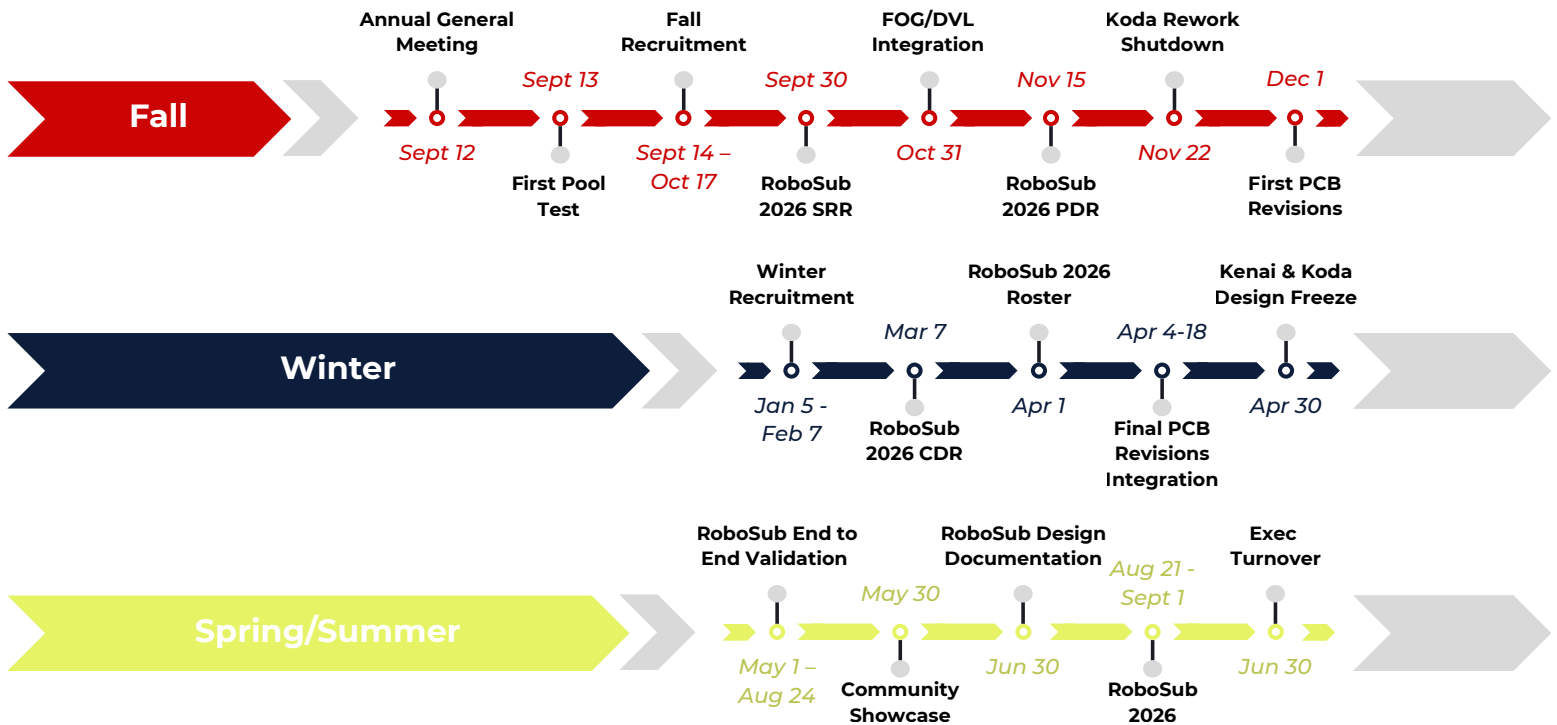 Fall
Annual General
Meeting
Sept 12
Sept 13
First Pool
Test
Fall
Recruitment
Sept 14 –
Oct 17
Sept 30
RoboSub
2026 SRR
FOG/DVL
Integration
Oct 31
Nov 15
RoboSub
2026 PDR
Koda Rework
Shutdown
Nov 22
Dec 1
First PCB
Revisions
Winter
Winter
Recruitment
Jan 5 -
Feb 7
Mar 7
RoboSub
2026 CDR
RoboSub 2026
Roster
Apr 1
Apr 4-18
Final PCB
Revisions
Integration
Kenai & Koda
Design Freeze
Apr 30
Spring/Summer
RoboSub End to
End Validation
May 1 –
Aug 24
May 30
Community
Showcase
RoboSub Design
Documentation
Jun 30
Aug 21 -
Sept 1
RoboSub
2026
Exec
Turnover
Jun 30